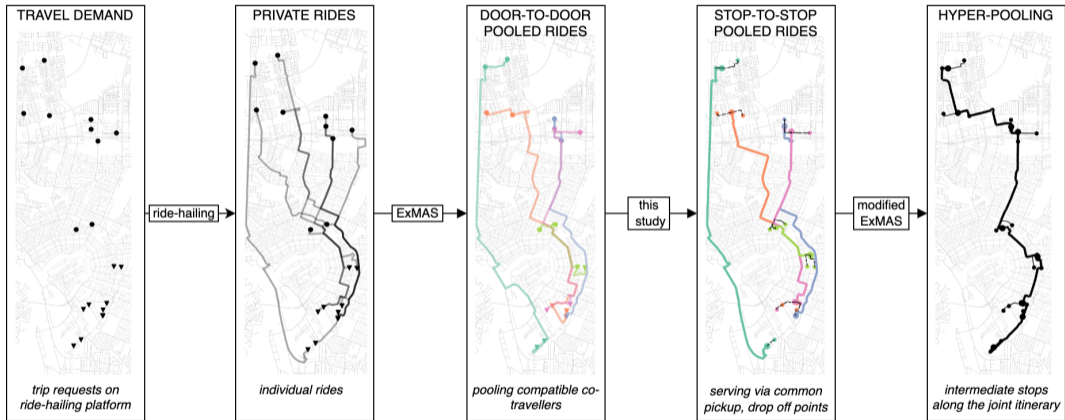 TRAVEL DEMAND
trip requests on
ride-hailing platform
ride-hailing
PRIVATE RIDES
individual rides
ExMAS
DOOR-TO-DOOR
POOLED RIDES
pooling compatible co-
travellers
this
study
STOP-TO-STOP
POOLED RIDES
serving via common
pickup, drop off points
modified
ExMAS
HYPER-POOLING
intermediate stops
along the joint itinerary